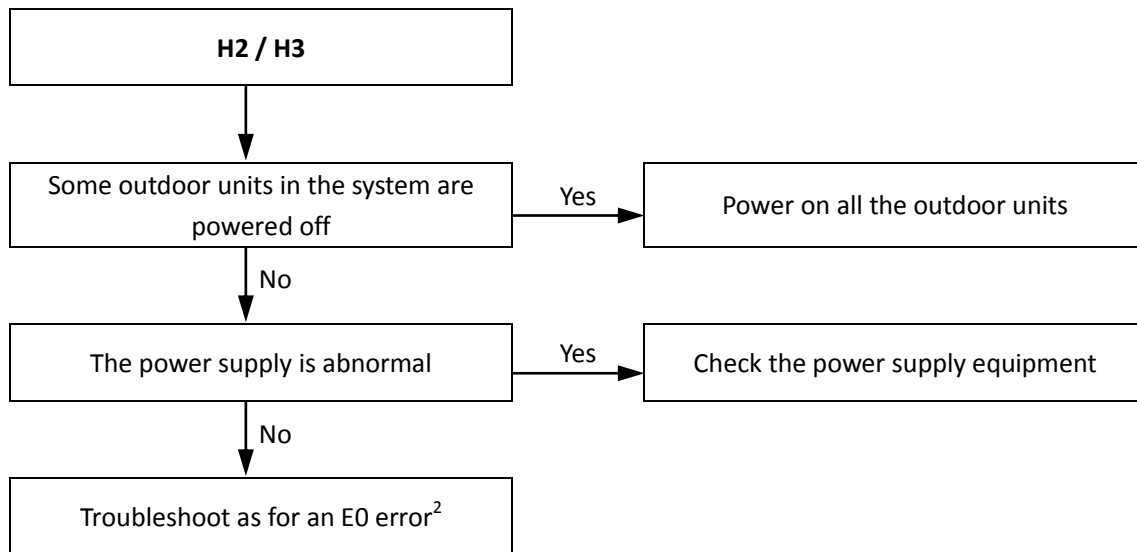 H2 / H3
Some outdoor units in the system are
powered off
Yes
Power on all the outdoor units
No
The power supply is abnormal
Yes
Check the power supply equipment
No
Troubleshoot as for an E0 error²